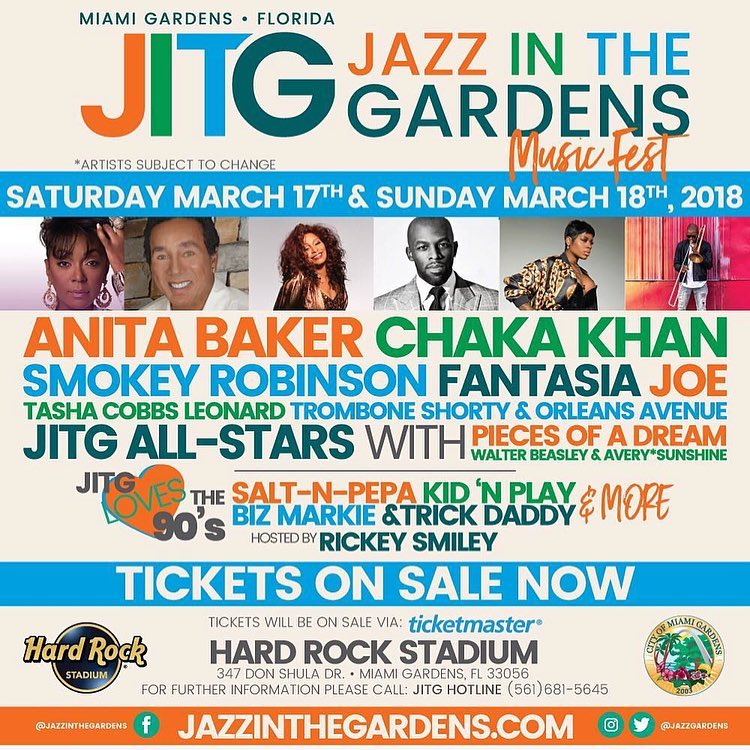 MIAMI GARDENS • FLORIDA
JITG JAZZ IN THE
GARDENS
Music Fest
*ARTISTS SUBJECT TO CHANGE
SATURDAY MARCH 17TH & SUNDAY MARCH 18TH, 2018
ANITA BAKER CHAKA KHAN
SMOKEY ROBINSON FANTASIA JOE
TASHA COBBS LEONARD TROMBONE SHORTY & ORLEANS AVENUE
JITG ALL-STARS WITH PIECES OF A DREAM
WALTER BEASLEY & AVERY*SUNSHINE
JITG
LOVES THE
90's
SALT-N-PEPA KID 'N PLAY
BIZ MARKIE & TRICK DADDY
& MORE
HOSTED BY RICKEY SMILEY
TICKETS ON SALE NOW
TICKETS WILL BE ON SALE VIA: ticketmaster®
HARD ROCK STADIUM
347 DON SHULA DR. • MIAMI GARDENS, FL 33056
FOR FURTHER INFORMATION PLEASE CALL: JITG HOTLINE (561)681-5645
Hard Rock
STADIUM
CITY OF MIAMI GARDENS
2003
@JAZZINTHEGARDENS
JAZZINTHEGARDENS.COM
@JAZZGARDENS